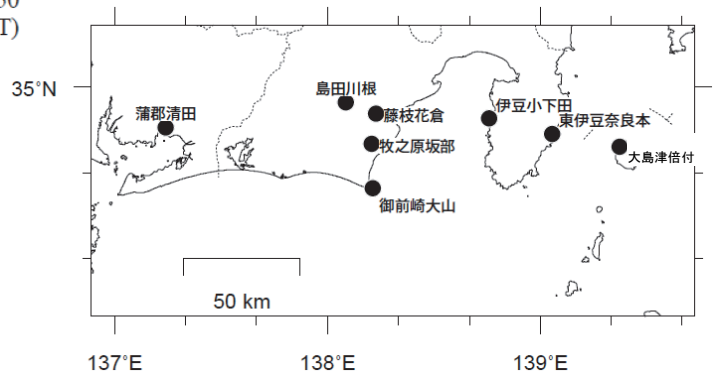 T)
35°N
島田川根
藤枝花倉
伊豆小下田
蒲郡清田
東伊豆奈良本
牧之原坂部
大島津倍付
御前崎大山
50 km
137°E
138°E
139°E